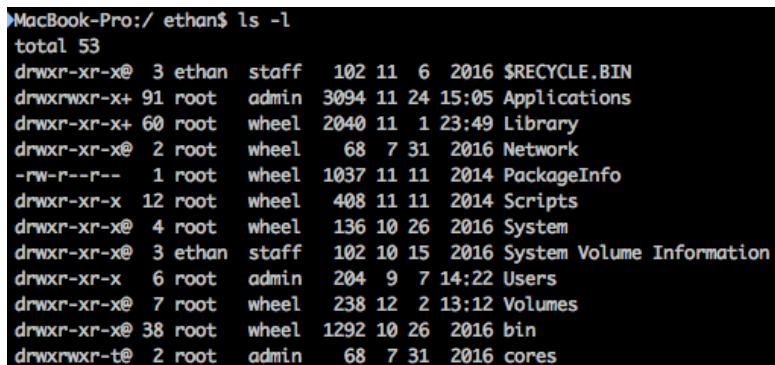 MacBook-Pro:/ ethan$ ls -l
total 53
drwxr-xr-x@  3 ethan  staff   102 11  6  2016 $RECYCLE.BIN
drwxrwxr-x+ 91 root   admin  3094 11 24 15:05 Applications
drwxr-xr-x+ 60 root   wheel  2040 11  1 23:49 Library
drwxr-xr-x@  2 root   wheel    68  7 31  2016 Network
-rw-r--r--   1 root   wheel  1037 11 11  2014 PackageInfo
drwxr-xr-x  12 root   wheel   408 11 11  2014 Scripts
drwxr-xr-x@  4 root   wheel   136 10 26  2016 System
drwxr-xr-x@  3 ethan  staff   102 10 15  2016 System Volume Information
drwxr-xr-x   6 root   admin   204  9  7 14:22 Users
drwxr-xr-x@  7 root   wheel   238 12  2 13:12 Volumes
drwxr-xr-x@ 38 root   wheel  1292 10 26  2016 bin
drwxrwxr-t@  2 root   admin    68  7 31  2016 cores